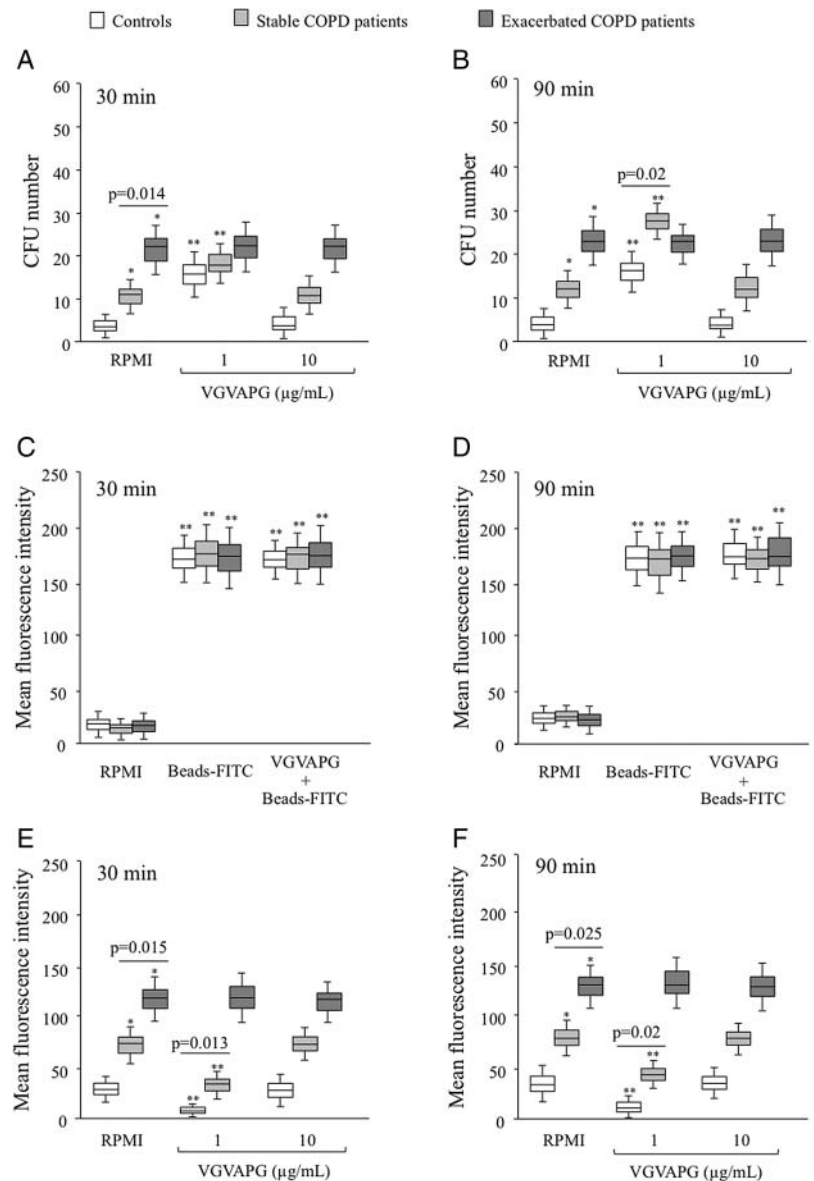 Controls
Stable COPD patients
Exacerbated COPD patients
A
30 min
CFU number
60
50
40
30
20
10
0
p=0.014
*
*
**
**
RPMI
1
10
VGVAPG (µg/mL)
B
90 min
CFU number
60
50
40
30
20
10
0
p=0.02
*
*
**
**
RPMI
1
10
VGVAPG (µg/mL)
C
30 min
Mean fluorescence intensity
250
200
150
100
50
0
** ** **
** ** **
RPMI
Beads-FITC
VGVAPG
+
Beads-FITC
D
90 min
Mean fluorescence intensity
250
200
150
100
50
0
** ** **
** ** **
RPMI
Beads-FITC
VGVAPG
+
Beads-FITC
E
30 min
Mean fluorescence intensity
250
200
150
100
50
0
p=0.015
*
*
p=0.013
**
**
RPMI
1
10
VGVAPG (µg/mL)
F
90 min
Mean fluorescence intensity
250
200
150
100
50
0
p=0.025
*
*
p=0.02
**
**
RPMI
1
10
VGVAPG (µg/mL)